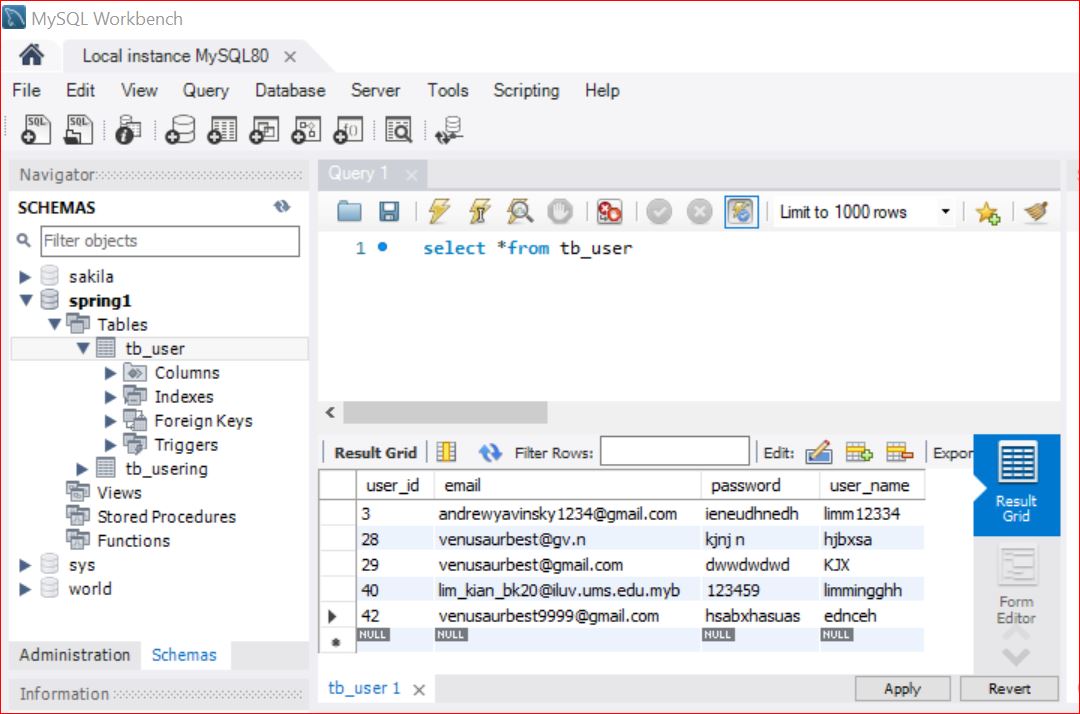 MySQL Workbench
Local instance MySQL80
File Edit View Query Database Server Tools Scripting Help
SQL SQL
Navigator
SCHEMAS
Filter objects
sakila
spring1
Tables
tb_user
Columns
Indexes
Foreign Keys
Triggers
tb_usering
Views
Stored Procedures
Functions
sys
world
Administration Schemas
Information
Query 1
Limit to 1000 rows
1 select *from tb_user
Result Grid Filter Rows: Edit: Expor
user_id email password user_name
3 andrewyavinsky1234@gmail.com ieneudhnedh limm12334
28 venusaurbest@gv.n kjnj n hjbxsa
29 venusaurbest@gmail.com dwwdwdwd KJX
40 lim_kian_bk20@iluv.ums.edu.myb 123459 limmingghh
42 venusaurbest9999@gmail.com hsabxhasuas ednceh
NULL NULL NULL NULL
Result
Grid
Form
Editor
tb_user 1
Apply Revert